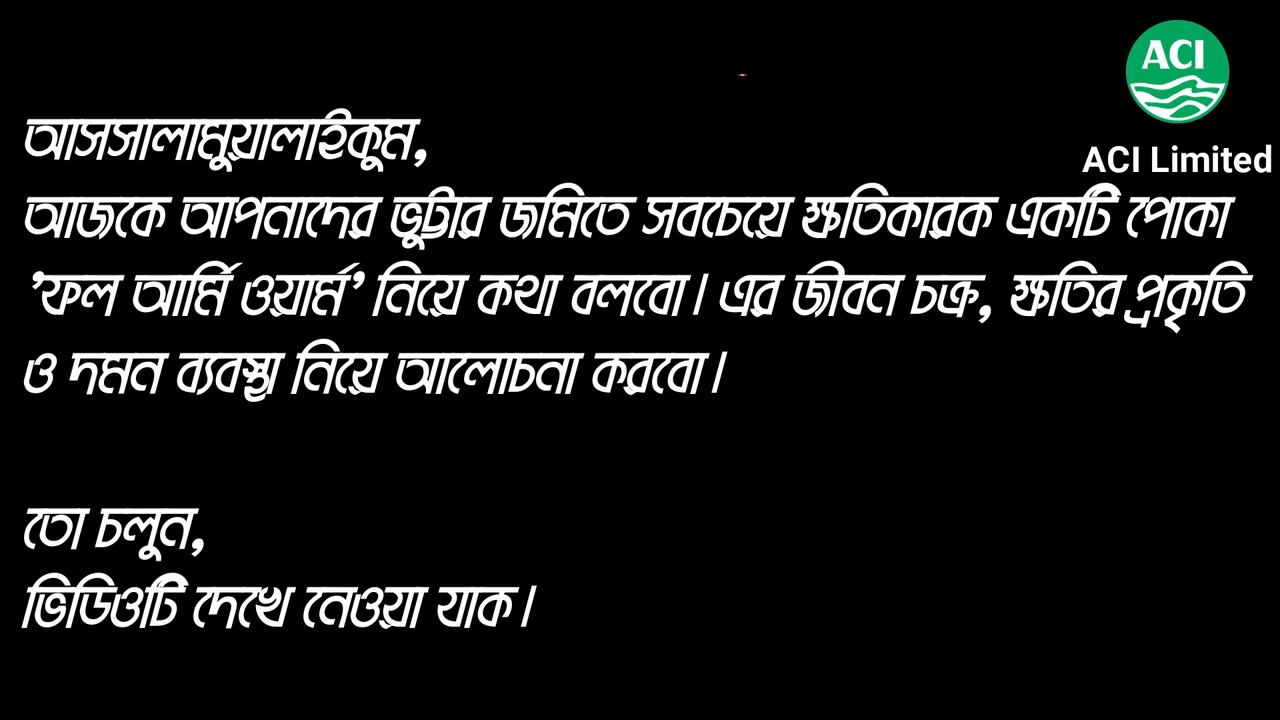 ACI
ACI Limited
আসসালামুয়ালাইকুম,
আজকে আপনাদের ভুট্টার জমিতে সবচেয়ে ক্ষতিকারক একটি পোকা
’ফল আর্মি ওয়ার্ম’ নিয়ে কথা বলবো। এর জীবন চক্র, ক্ষতির প্রকৃতি
ও দমন ব্যবস্থা নিয়ে আলোচনা করবো।
তো চলুন,
ভিডিওটি দেখে নেওয়া যাক।